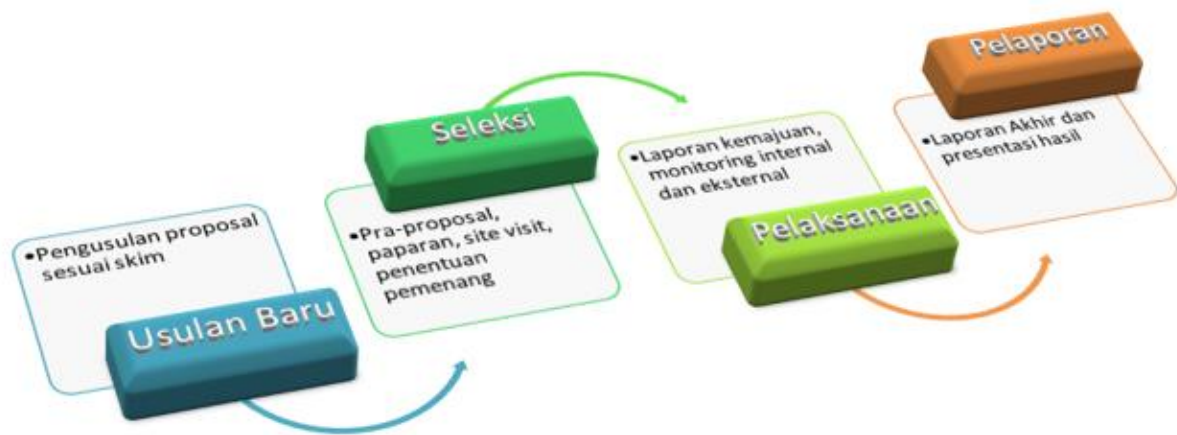 Usulan Baru
•Pengusulan proposal
sesuai skim
Seleksi
•Pra-proposal,
paparan, site visit,
penentuan
pemenang
Pelaksanaan
•Laporan kemajuan,
monitoring internal
dan eksternal
Pelaporan
•Laporan Akhir dan
presentasi hasil